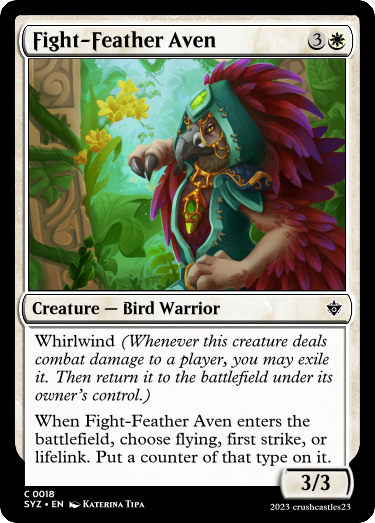 Fight-Feather Aven 3
Creature — Bird Warrior
Whirlwind (Whenever this creature deals
combat damage to a player, you may exile
it. Then return it to the battlefield under its
owner's control.)
When Fight-Feather Aven enters the
battlefield, choose flying, first strike, or
lifelink. Put a counter of that type on it.
3/3
C 0018
SYZ • EN Katerina Tipa
2023 crushcastles23